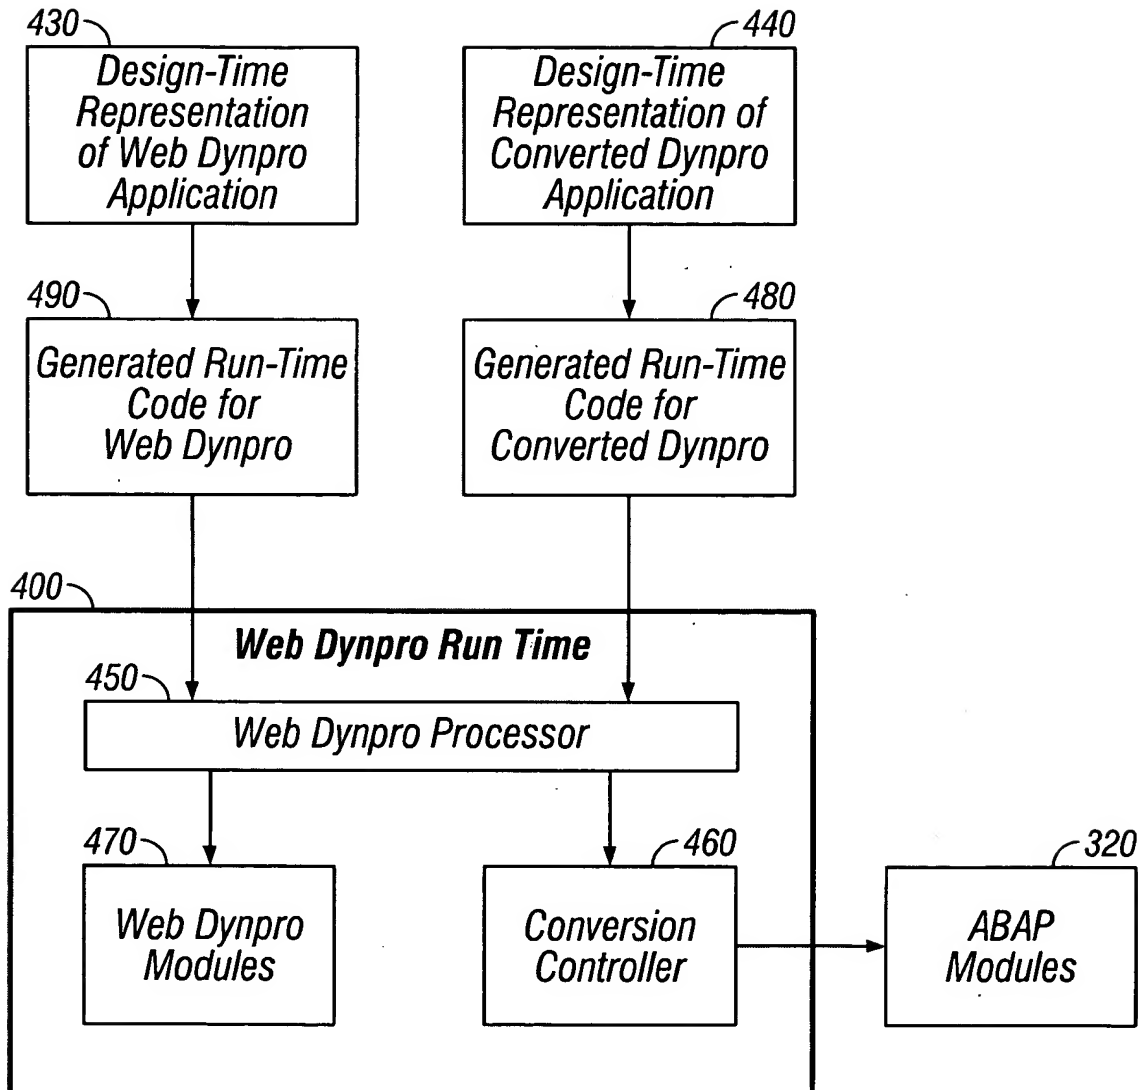 430
Design-Time
Representation
of Web Dynpro
Application
440
Design-Time
Representation of
Converted Dynpro
Application
490
Generated Run-Time
Code for
Web Dynpro
480
Generated Run-Time
Code for
Converted Dynpro
400
Web Dynpro Run Time
450
Web Dynpro Processor
470
Web Dynpro
Modules
460
Conversion
Controller
320
ABAP
Modules